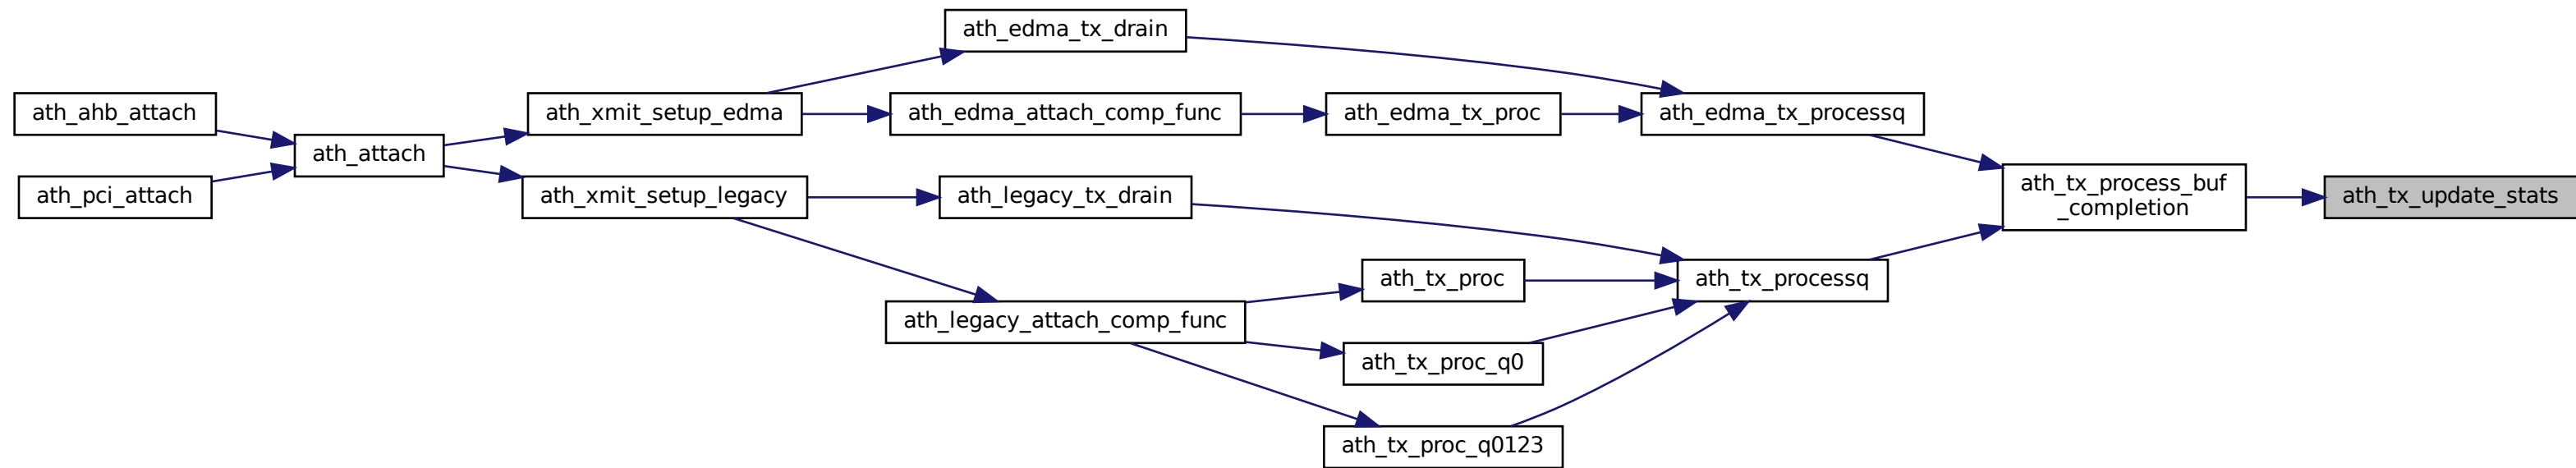 ath_edma_tx_drain
ath_ahb_attach
ath_xmit_setup_edma
ath_edma_attach_comp_func
ath_edma_tx_proc
ath_edma_tx_processq
ath_attach
ath_tx_process_buf
_completion
ath_tx_update_stats
ath_pci_attach
ath_xmit_setup_legacy
ath_legacy_tx_drain
ath_tx_proc
ath_tx_processq
ath_legacy_attach_comp_func
ath_tx_proc_q0
ath_tx_proc_q0123